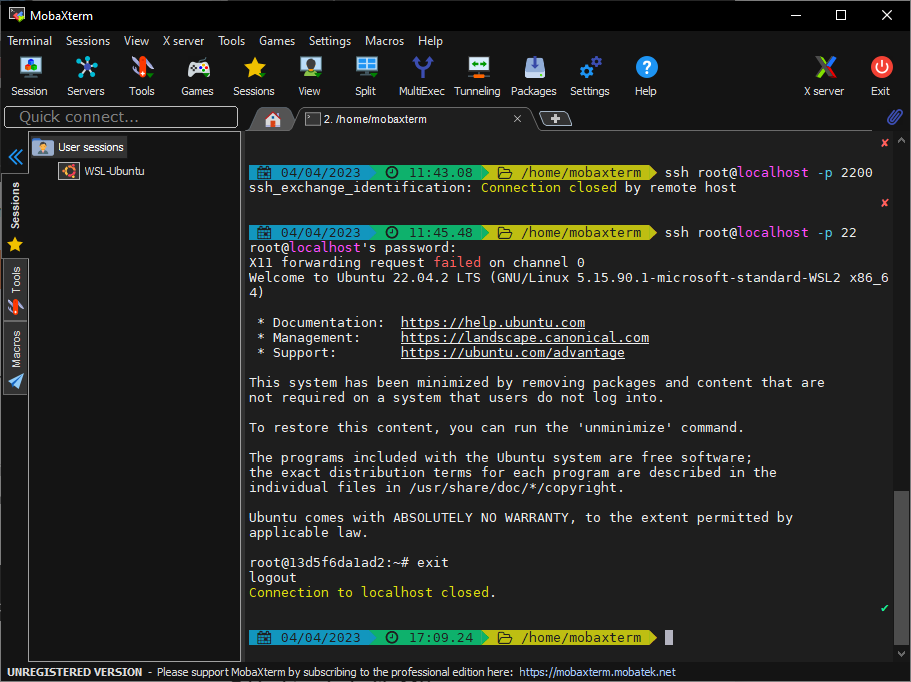 MobaXterm
Terminal Sessions View X server Tools Games Settings Macros Help
Session Servers Tools Games Sessions View Split MultiExec Tunneling Packages Settings Help X server Exit
Quick connect...
2. /home/mobaxterm
User sessions
WSL-Ubuntu
Sessions
Tools
Macros
04/04/2023 11:43.08 /home/mobaxterm ssh root@localhost -p 2200
ssh_exchange_identification: Connection closed by remote host
04/04/2023 11:45.48 /home/mobaxterm ssh root@localhost -p 22
root@localhost's password:
X11 forwarding request failed on channel 0
Welcome to Ubuntu 22.04.2 LTS (GNU/Linux 5.15.90.1-microsoft-standard-WSL2 x86_6
4)
* Documentation: https://help.ubuntu.com
* Management: https://landscape.canonical.com
* Support: https://ubuntu.com/advantage
This system has been minimized by removing packages and content that are
not required on a system that users do not log into.
To restore this content, you can run the 'unminimize' command.
The programs included with the Ubuntu system are free software;
the exact distribution terms for each program are described in the
individual files in /usr/share/doc/*/copyright.
Ubuntu comes with ABSOLUTELY NO WARRANTY, to the extent permitted by
applicable law.
root@13d5f6da1ad2:~# exit
logout
Connection to localhost closed.
04/04/2023 17:09.24 /home/mobaxterm
UNREGISTERED VERSION - Please support MobaXterm by subscribing to the professional edition here: https://mobaxterm.mobatek.net